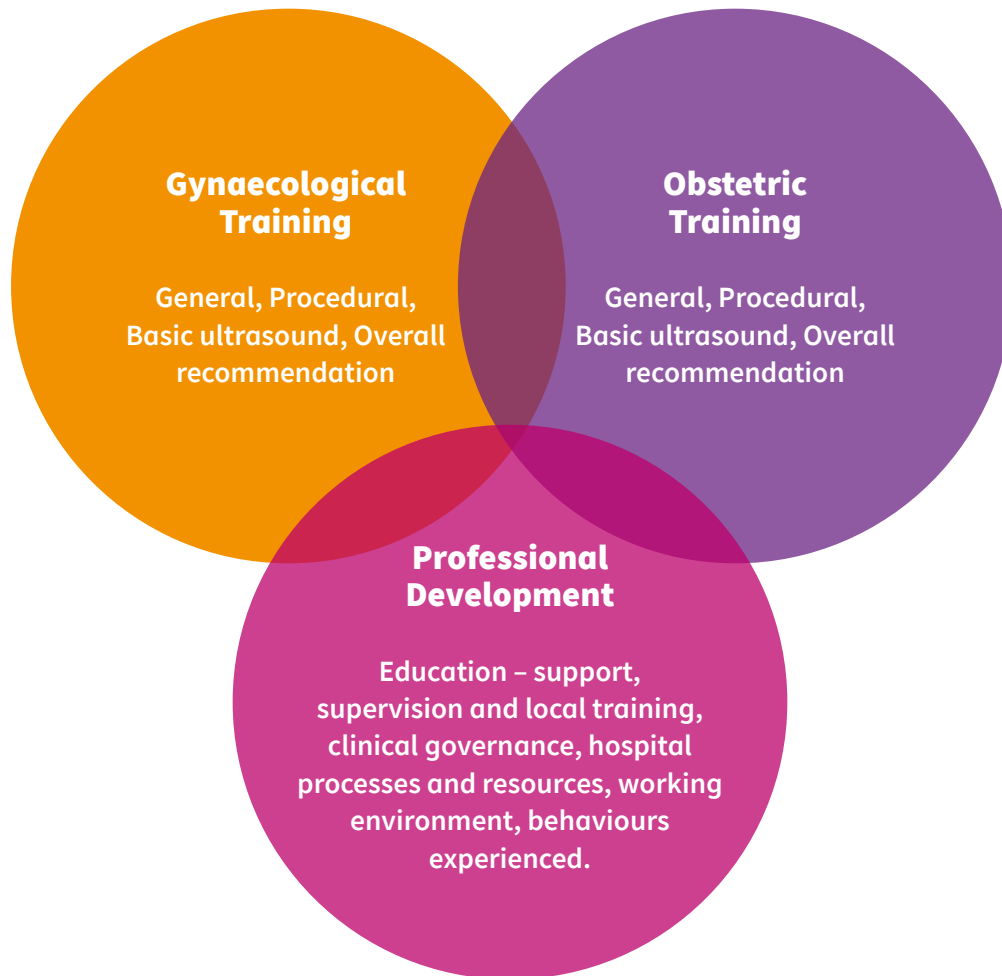 Gynaecological
Training
General, Procedural,
Basic ultrasound, Overall
recommendation
Obstetric
Training
General, Procedural,
Basic ultrasound, Overall
recommendation
Professional
Development
Education – support,
supervision and local training,
clinical governance, hospital
processes and resources, working
environment, behaviours
experienced.